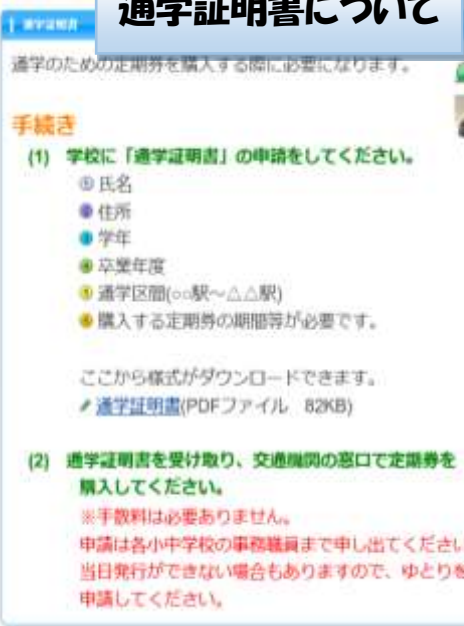 通学証明書について
通学証明書
通学のための定期券を購入する際に必要になります。
手続き
(1) 学校に「通学証明書」の申請をしてください。
① 氏名
② 住所
③ 学年
④ 卒業年度
⑤ 通学区間(○○駅～△△駅)
⑥ 購入する定期券の期間等が必要です。
ここから様式がダウンロードできます。
通学証明書(PDFファイル 82KB)
(2) 通学証明書を受け取り、交通機関の窓口で定期券を
購入してください。
※手数料は必要ありません。
申請は各小中学校の事務職員まで申し出てください
当日発行ができない場合もありますので、ゆとりを
申請してください。